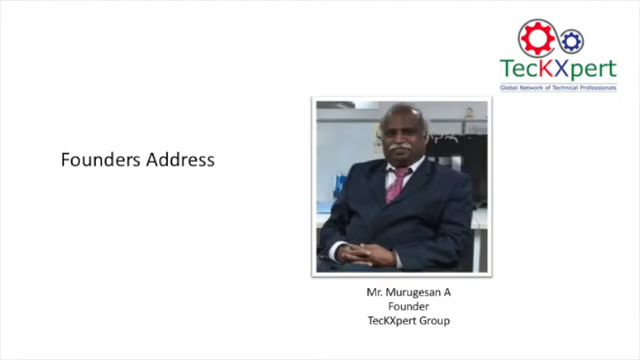 TecKXpert
Global Network of Technical Professionals
Founders Address
Mr. Murugesan A
Founder
TecKXpert Group